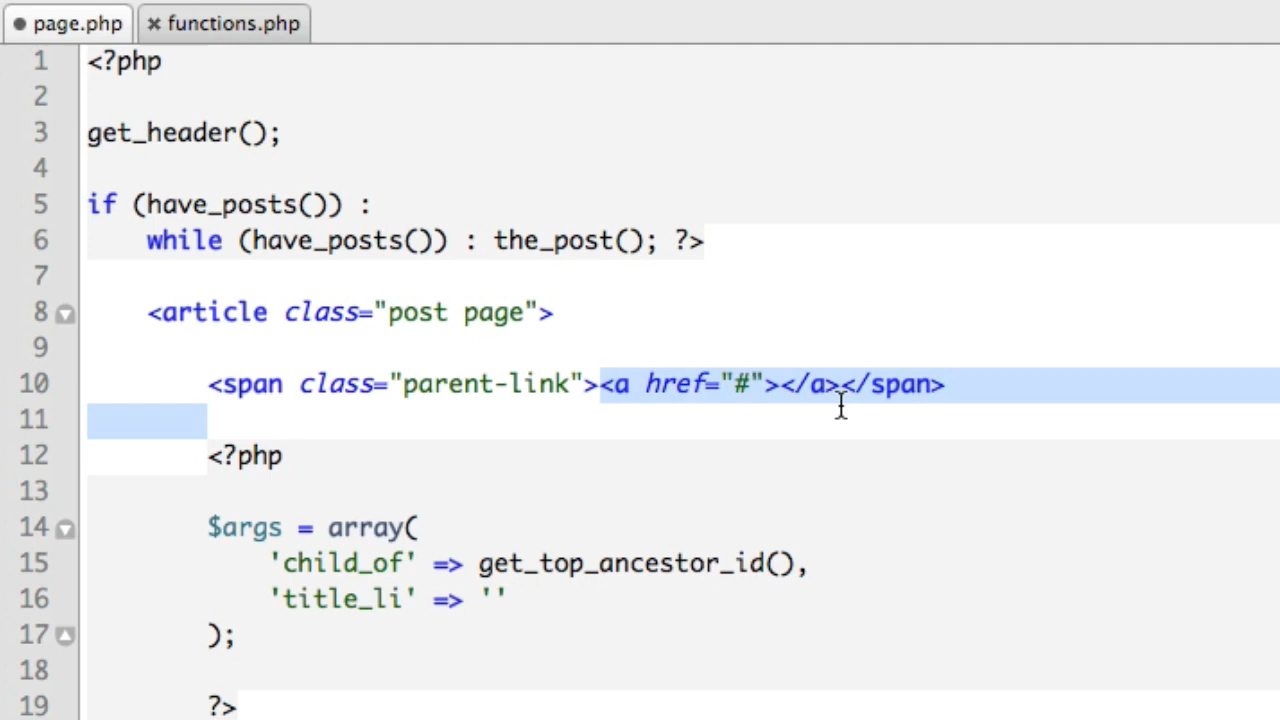 page.php
functions.php
1 <?php
2
3 get_header();
4
5 if (have_posts()) :
6 while (have_posts()) : the_post(); ?>
7
8 <article class="post page">
9
10 <span class="parent-link"><a href="#"></a></span>
11
12 <?php
13
14 $args = array(
15 'child_of' => get_top_ancestor_id(),
16 'title_li' => ''
17 );
18
19 ?>